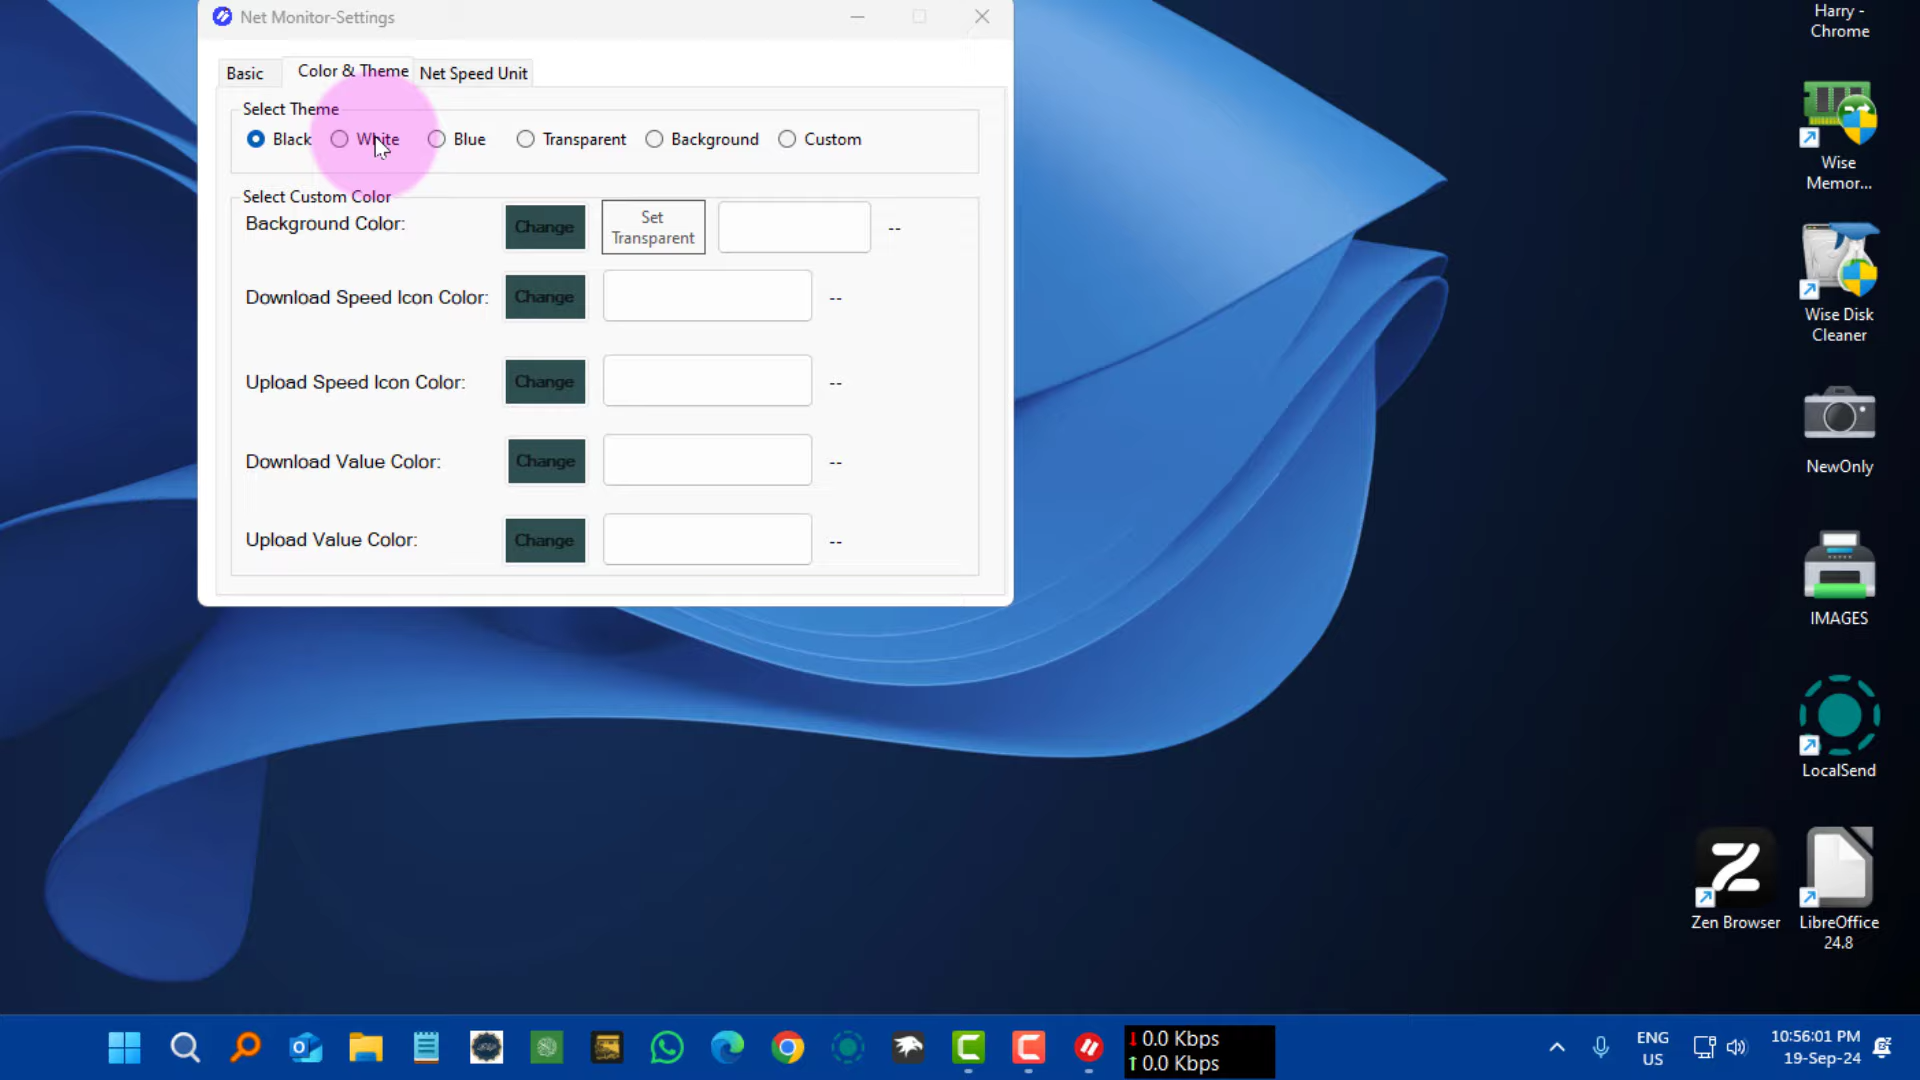 Net Monitor-Settings
Basic
Color & Theme
Net Speed Unit
Select Theme
Black
White
Blue
Transparent
Background
Custom
Select Custom Color
Background Color:
Change
Set
Transparent
--
Download Speed Icon Color:
Change
--
Upload Speed Icon Color:
Change
--
Download Value Color:
Change
--
Upload Value Color:
Change
--
Harry -
Chrome
Wise
Memor...
Wise Disk
Cleaner
NewOnly
IMAGES
LocalSend
Zen Browser
LibreOffice
24.8
0.0 Kbps
0.0 Kbps
ENG
US
10:56:01 PM
19-Sep-24